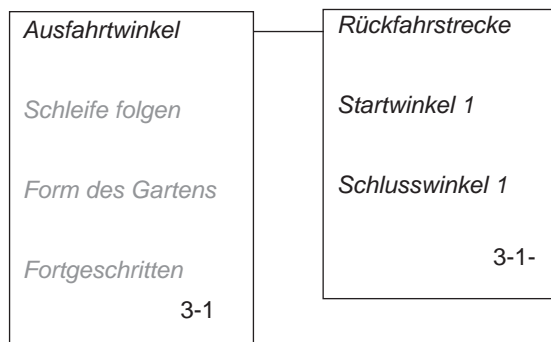 Ausfahrtwinkel
Schleife folgen
Form des Gartens
Fortgeschritten
3-1
Rückfahrstrecke
Startwinkel 1
Schlusswinkel 1
3-1-